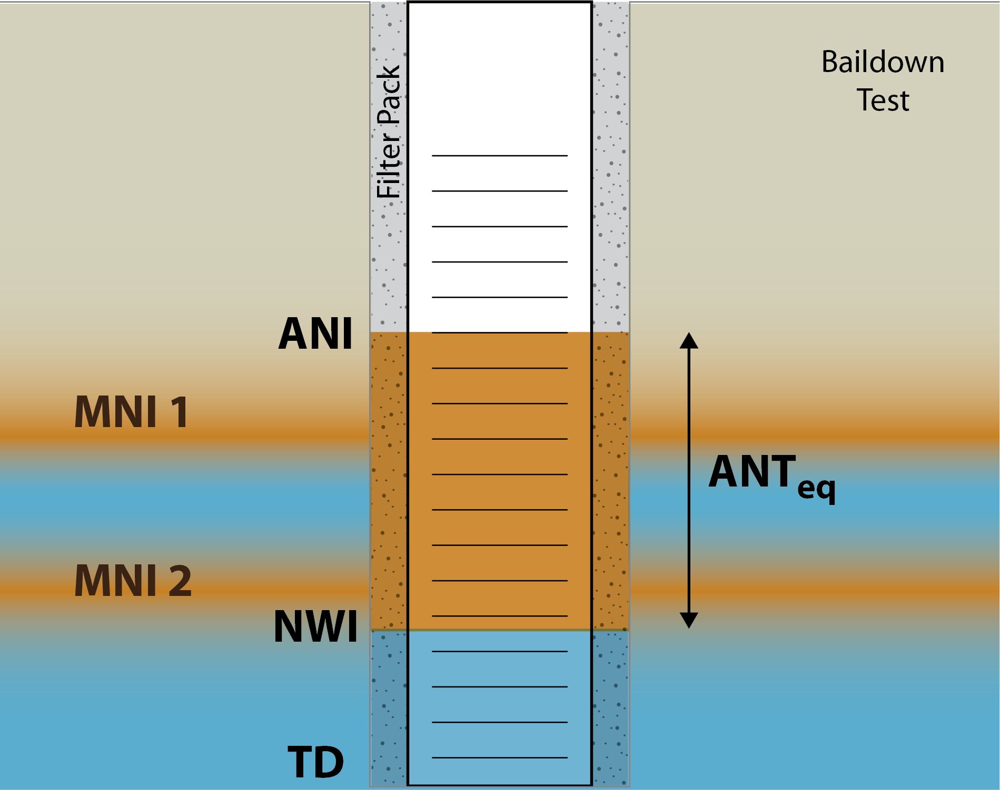 Baildown
Test
Filter Pack
ANI
MNI 1
ANTeq
MNI 2
NWI
TD